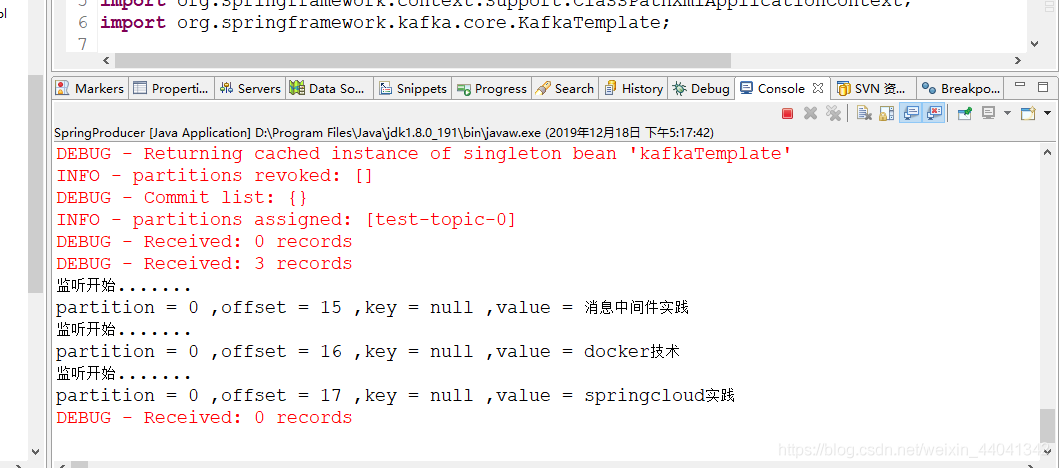 ol
5 import org.springframework.context.support.ClassPathXmlApplicationContext;
6 import org.springframework.kafka.core.KafkaTemplate;
7
Markers Properti... Servers Data So... Snippets Progress Search History Debug Console SVN 资... Breakpo...
SpringProducer [Java Application] D:\Program Files\Java\jdk1.8.0_191\bin\javaw.exe (2019年12月18日 下午5:17:42)
DEBUG - Returning cached instance of singleton bean 'kafkaTemplate'
INFO - partitions revoked: []
DEBUG - Commit list: {}
INFO - partitions assigned: [test-topic-0]
DEBUG - Received: 0 records
DEBUG - Received: 3 records
监听开始.......
partition = 0 ,offset = 15 ,key = null ,value = 消息中间件实践
监听开始.......
partition = 0 ,offset = 16 ,key = null ,value = docker技术
监听开始.......
partition = 0 ,offset = 17 ,key = null ,value = springcloud实践
DEBUG - Received: 0 records